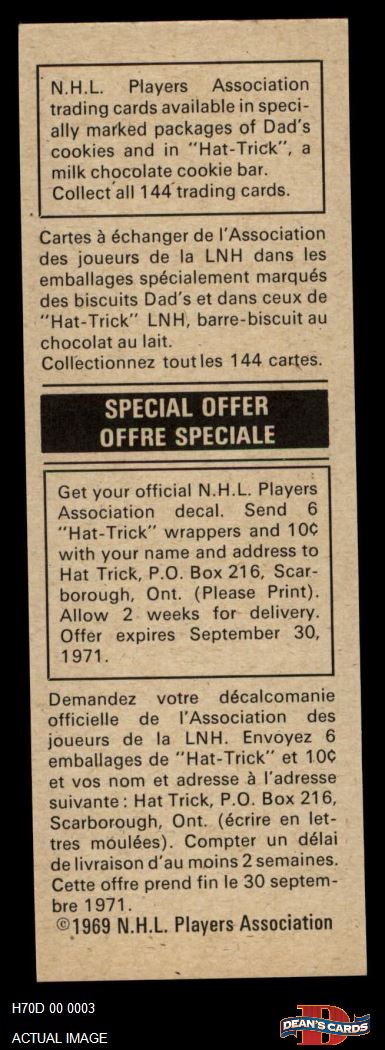 N.H.L. Players Association
trading cards available in speci-
ally marked packages of Dad's
cookies and in "Hat-Trick", a
milk chocolate cookie bar.
Collect all 144 trading cards.
Cartes à échanger de l'Association
des joueurs de la LNH dans les
emballages spécialement marqués
des biscuits Dad's et dans ceux de
"Hat-Trick" LNH, barre-biscuit au
chocolat au lait.
Collectionnez toutles 144 cartes.
SPECIAL OFFER
OFFRE SPECIALE
Get your official N.H.L. Players
Association decal. Send 6
"Hat-Trick" wrappers and 10¢
with your name and address to
Hat Trick, P.O. Box 216, Scar-
borough, Ont. (Please Print).
Allow 2 weeks for delivery.
Offer expires September 30,
1971.
Demandez votre décalcomanie
officielle de l'Association des
joueurs de la LNH. Envoyez 6
emballages de "Hat-Trick" et 10¢
et vos nom et adresse à l'adresse
suivante : Hat Trick, P.O. Box 216,
Scarborough, Ont. (écrire en let-
tres moulées). Compter un délai
de livraison d'au moins 2 semaines.
Cette offre prend fin le 30 septem-
bre 1971.
©1969 N.H.L. Players Association
H70D 00 0003
ACTUAL IMAGE
D
DEAN'S CARDS